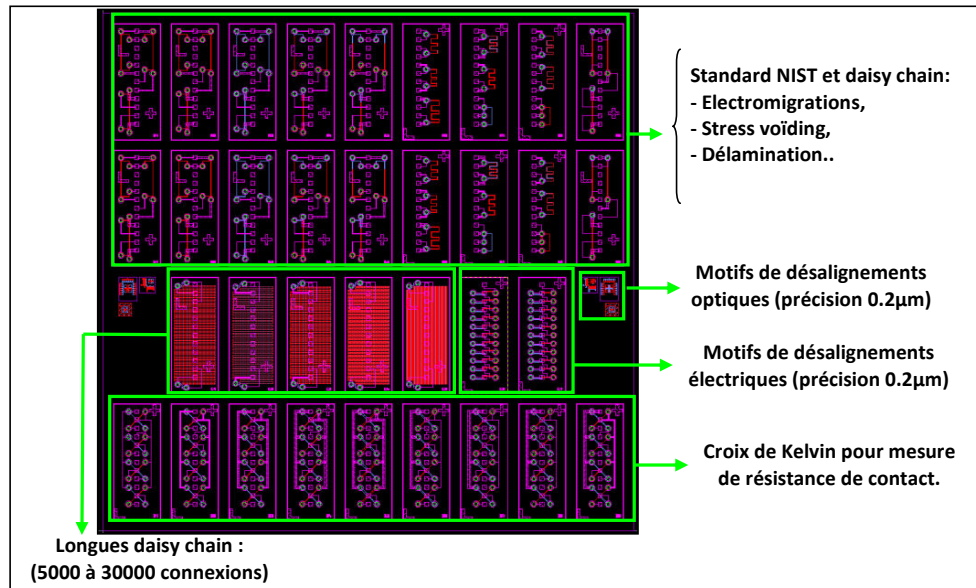 Standard NIST et daisy chain:
- Electromigrations,
- Stress voïding,
- Délamination..
Motifs de désalignements
optiques (précision 0.2µm)
Motifs de désalignements
électriques (précision 0.2µm)
Croix de Kelvin pour mesure
de résistance de contact.
Longues daisy chain :
(5000 à 30000 connexions)